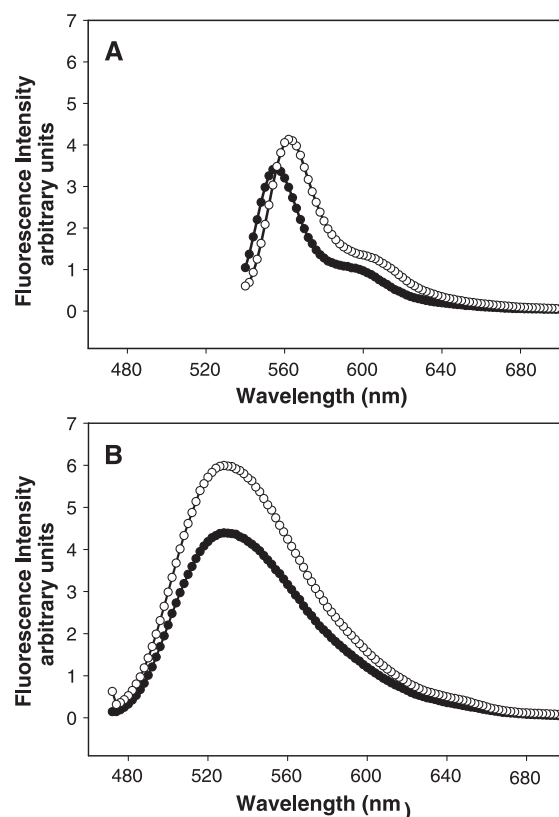 7
A
6
5
4
3
2
1
0
Fluorescence Intensity
arbitrary units
480 520 560 600 640 680
Wavelength (nm)
7
B
6
5
4
3
2
1
0
Fluorescence Intensity
arbitrary units
480 520 560 600 640 680
Wavelength (nm)